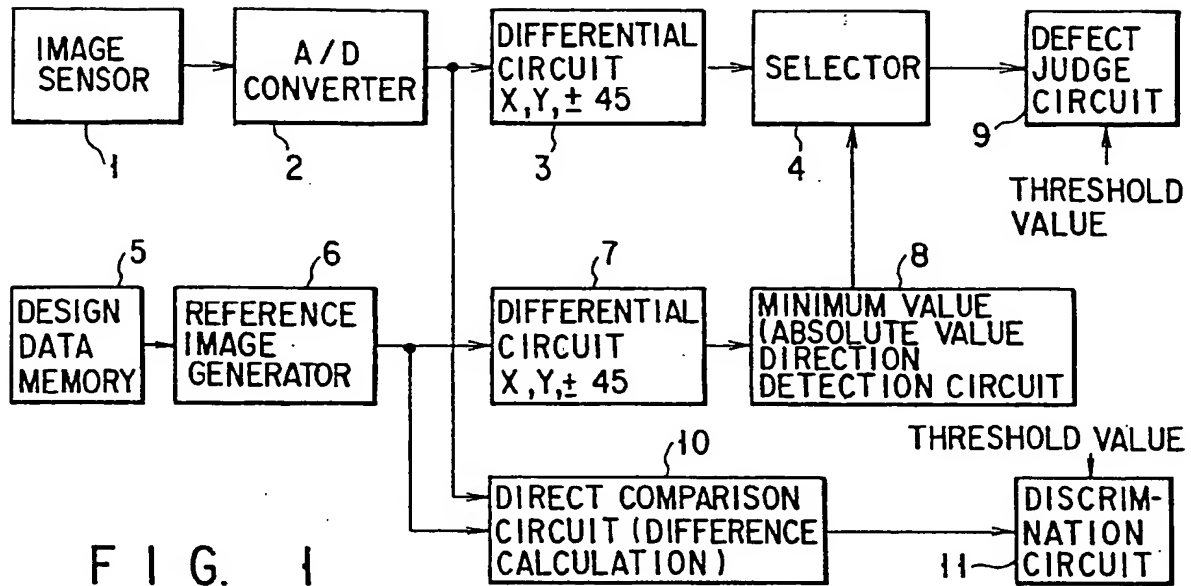 IMAGE
SENSOR
1
A/D
CONVERTER
2
DIFFERENTIAL
CIRCUIT
X,Y,± 45
3
SELECTOR
4
DEFECT
JUDGE
CIRCUIT
9
THRESHOLD
VALUE
5
DESIGN
DATA
MEMORY
6
REFERENCE
IMAGE
GENERATOR
7
DIFFERENTIAL
CIRCUIT
X,Y,± 45
8
MINIMUM VALUE
(ABSOLUTE VALUE
DIRECTION
DETECTION CIRCUIT
10
DIRECT COMPARISON
CIRCUIT (DIFFERENCE
CALCULATION)
THRESHOLD VALUE
DISCRIM-
NATION
CIRCUIT
11
FIG. 1